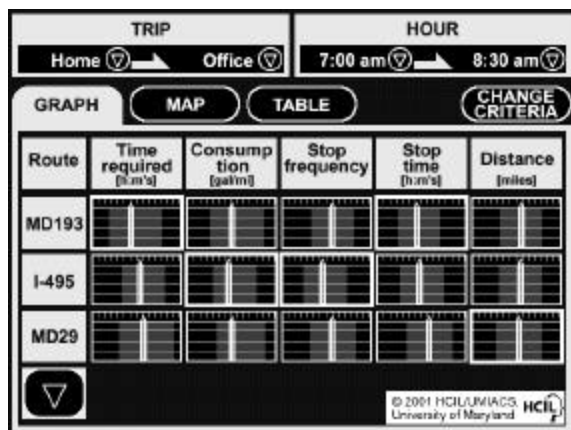 TRIP
HOUR
Home
Office
7:00 am
8:30 am
GRAPH
MAP
TABLE
CHANGE
CRITERIA
Route
Time
required
[h:m's]
Consump
tion
[gal/mi]
Stop
frequency
Stop
time
[h:m's]
Distance
[miles]
MD193
I-495
MD29
© 2001 HCIL/UMIACS,
University of Maryland
HCIL